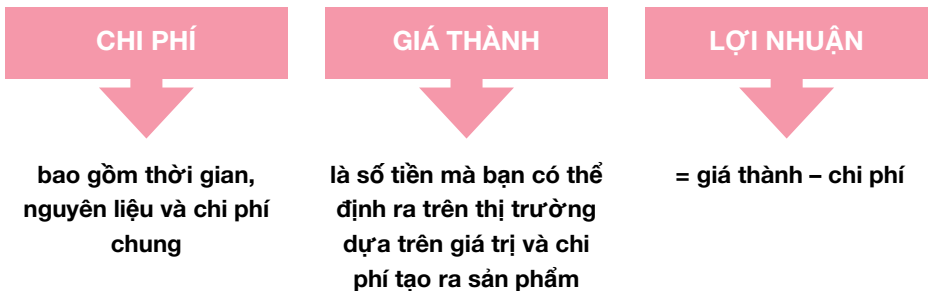 CHI PHÍ
bao gồm thời gian,
nguyên liệu và chi phí
chung
GIÁ THÀNH
là số tiền mà bạn có thể
định ra trên thị trường
dựa trên giá trị và chi
phí tạo ra sản phẩm
LỢI NHUẬN
= giá thành – chi phí